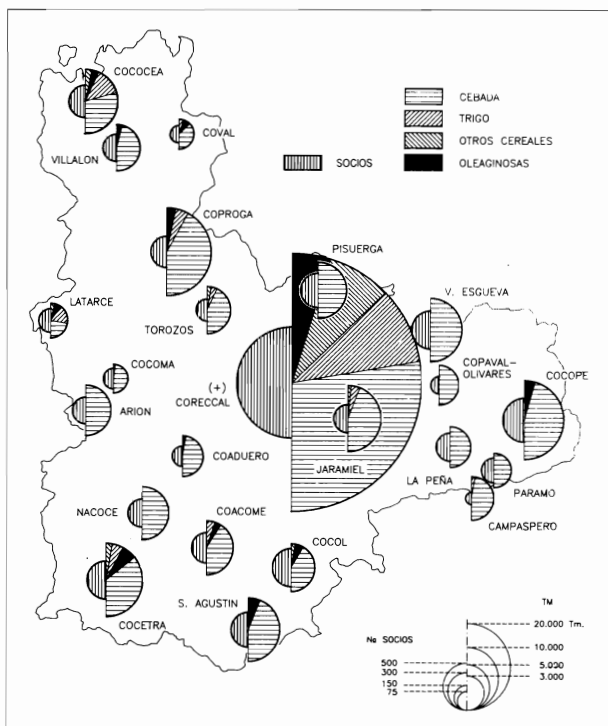 COCOCEA
CEBADA
TRIGO
OTROS CEREALES
OLEAGINOSAS
SOCIOS
COVAL
VILLALON
COPROGA
PISUERGA
V. ESGUEVA
LATARCE
TOROZOS
COPAVAL-
OLIVARES
COCOPE
COCOMA
(+)
CORECCAL
ARION
COADUERO
JARAMIEL
LA PEÑA
PARAMO
CAMPASPERO
NACOCE
COACOME
COCOL
S. AGUSTIN
COCETRA
TM
20.000 Tm.
Nº SOCIOS
10.000
500
5.000
300
3.000
150
75